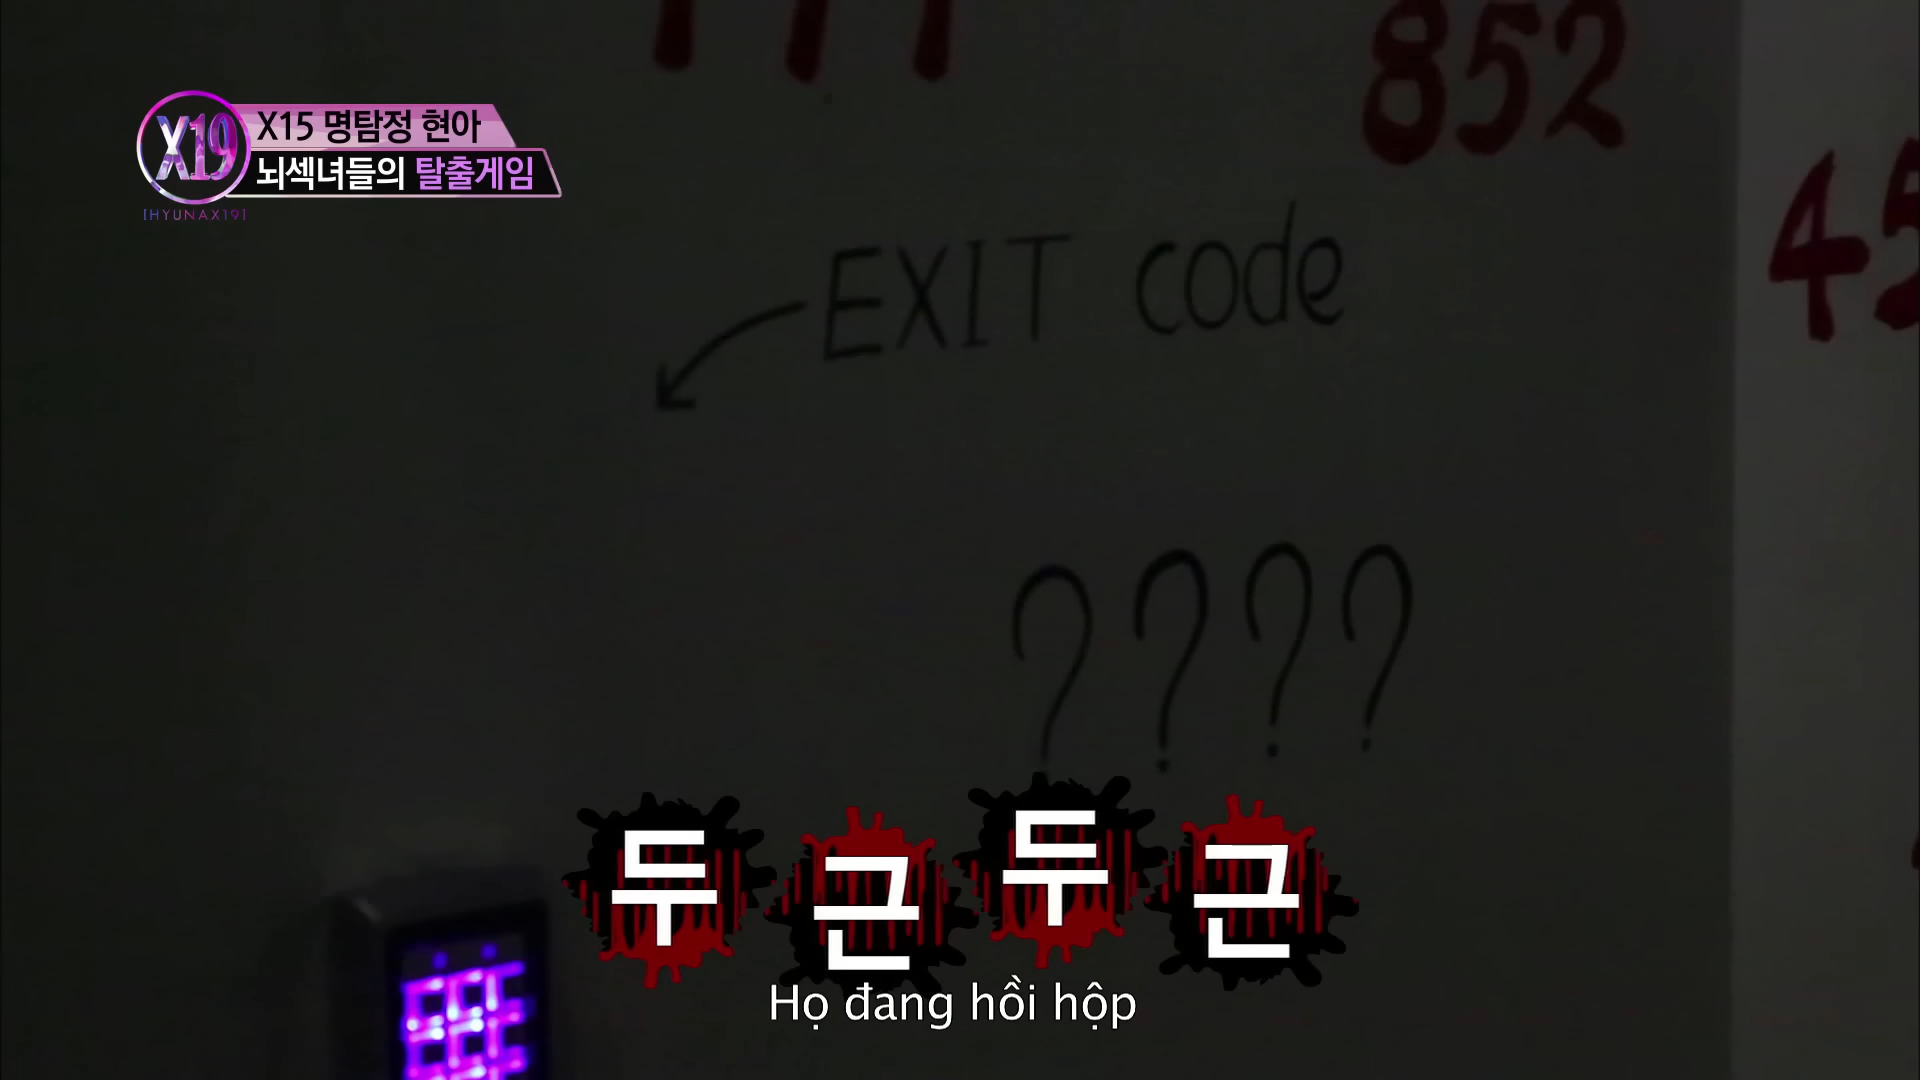 852
X19
X15 명탐정 현아
뇌섹녀들의 탈출게임
[HYUNAX19]
EXIT code
????
두근두근
Họ đang hồi hộp